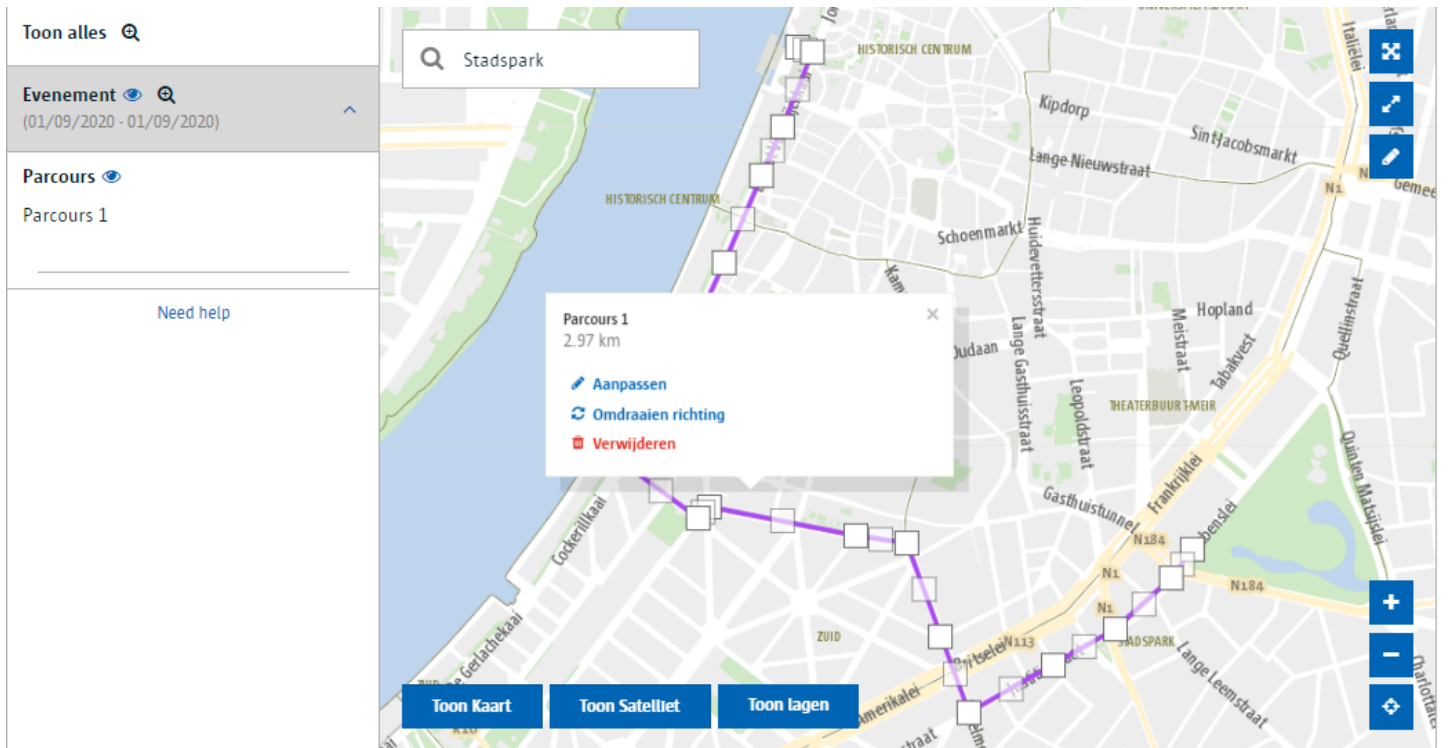 Toon alles
Evenement
(01/09/2020 - 01/09/2020)
Parcours
Parcours 1
Need help
Stadspark
HISTORISCH CENTRUM
Italiëlei
Kipdorp
Sint-Jacobsmarkt
Lange Nieuwstraat
N1
HISTORISCH CENTRUM
Schoenmarkt
Huidevettersstraat
Hopland
Meistraat
Quellinstraat
Tabakvest
Parcours 1
2.97 km
Aanpassen
Omdraaien richting
Verwijderen
Oudaan
Lange Gasthuisstraat
Leopoldstraat
THEATERBUURT-MEIR
Quinten Matsijslei
Frankrijklei
Gasthuistunnel
N184
Cockerillkaai
N1
N184
N1
ZUID
N113
STADSPARK
De Gerlachekaai
Lange Leemstraat
Amerikalei
Toon Kaart
Toon Satelliet
Toon lagen